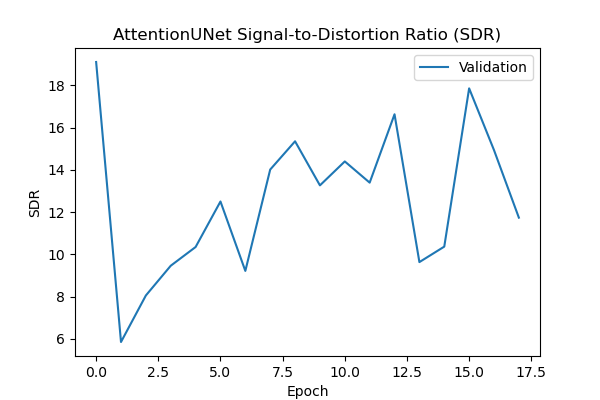 AttentionUNet Signal-to-Distortion Ratio (SDR)
Validation
SDR
18
16
14
12
10
8
6
0.0 2.5 5.0 7.5 10.0 12.5 15.0 17.5
Epoch